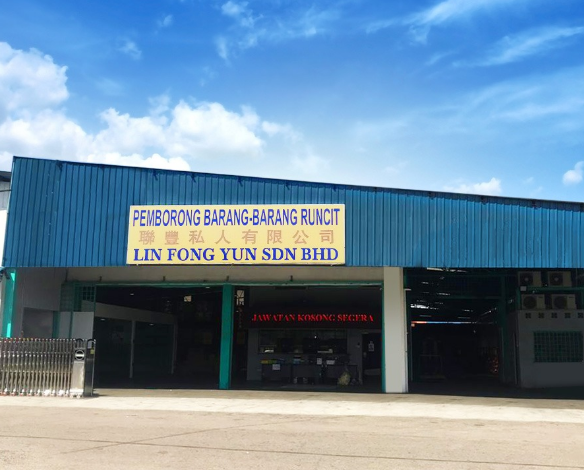 PEMBORONG BARANG-BARANG RUNCIT
聯豐私人有限公司
LIN FONG YUN SDN BHD
JAWATAN KOSONG SEGERA